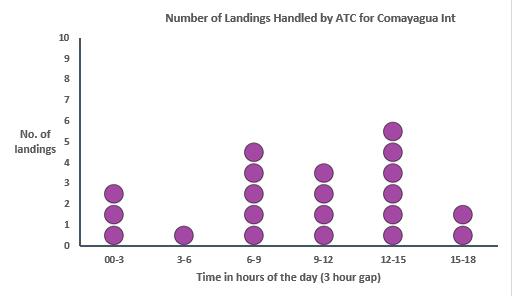 Number of Landings Handled by ATC for Comayagua Int
10
9
8
7
6
5
4
3
2
1
0
No. of
landings
00-3 3-6 6-9 9-12 12-15 15-18
Time in hours of the day (3 hour gap)